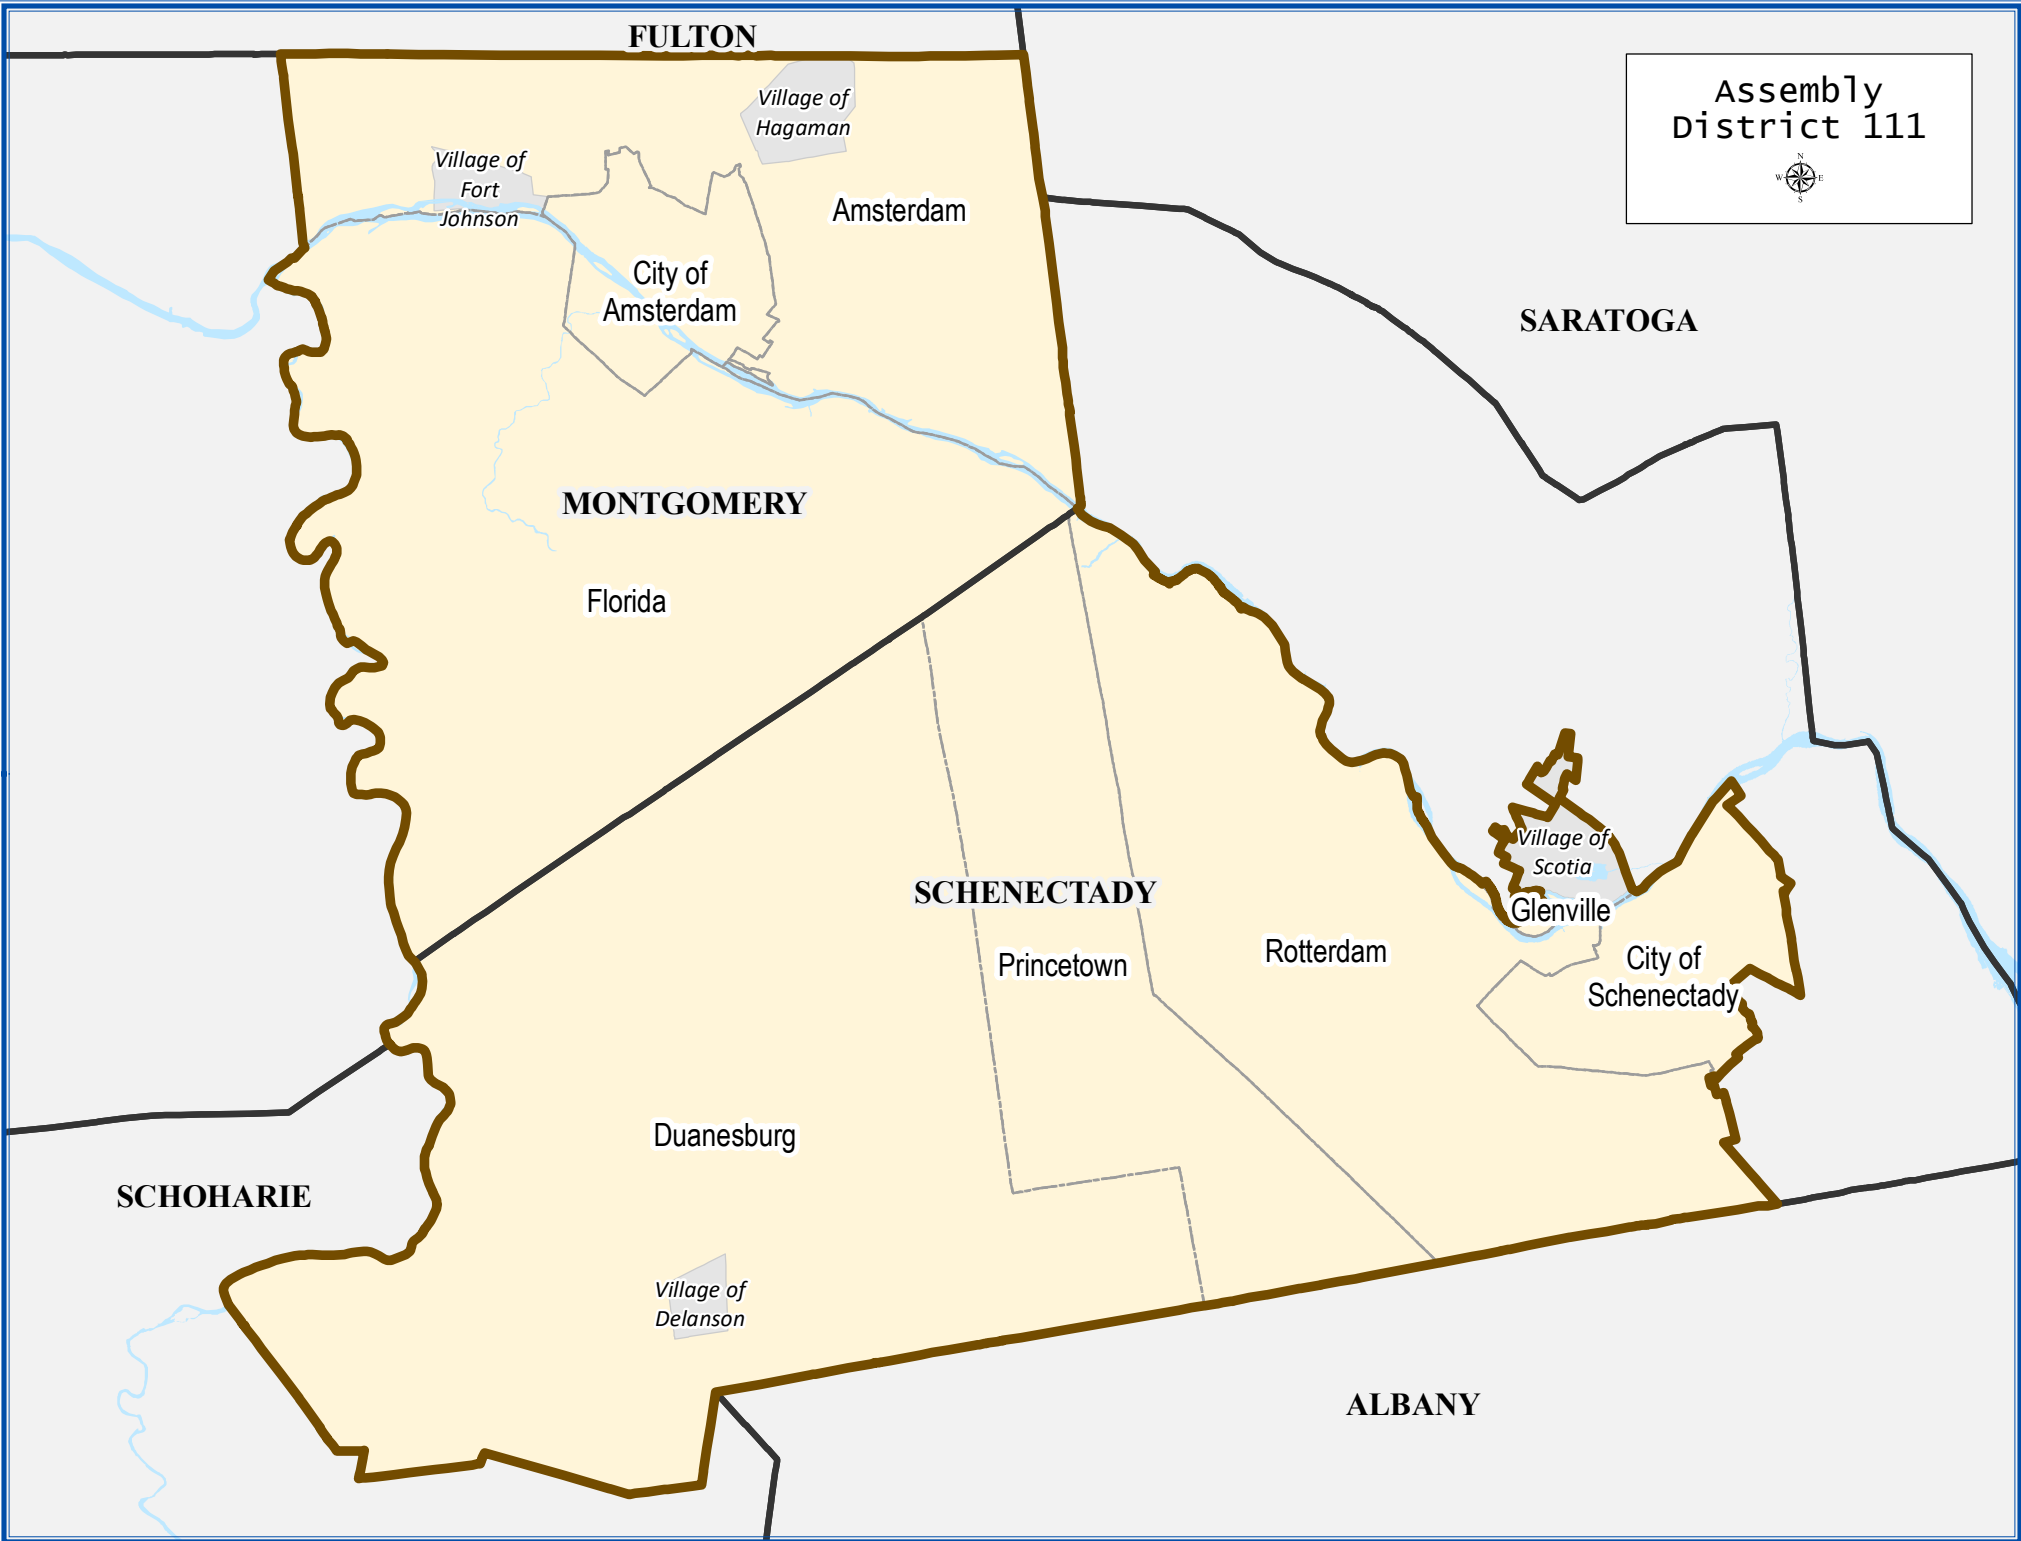 FULTON
Assembly
District 111
N
W E
S
Village of
Hagaman
Village of
Fort
Johnson
Amsterdam
City of
Amsterdam
SARATOGA
MONTGOMERY
Florida
Village of
Scotia
SCHENECTADY
Glenville
Princetown
Rotterdam
City of
Schenectady
Duanesburg
SCHOHARIE
Village of
Delanson
ALBANY